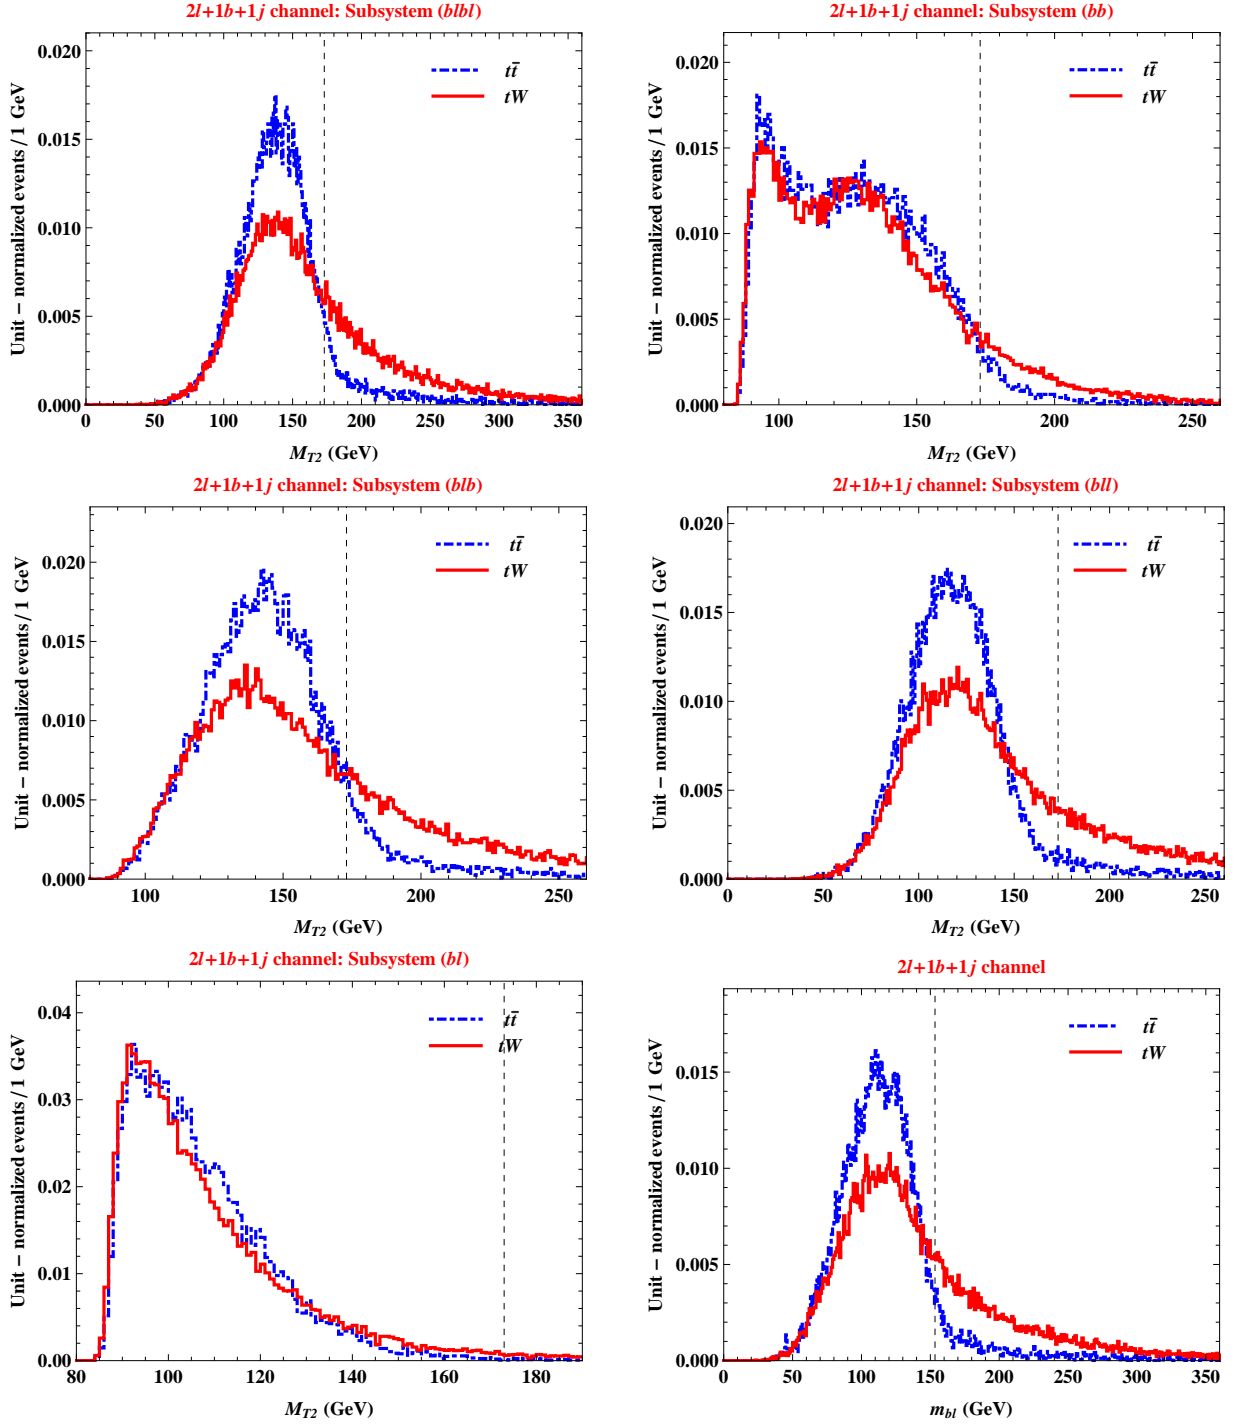 2l+1b+1j channel: Subsystem (blbl)
Unit − normalized events / 1 GeV
0.020
0.015
0.010
0.005
0.000
tt̄
tW
0 50 100 150 200 250 300 350
M_T2 (GeV)
2l+1b+1j channel: Subsystem (bb)
Unit − normalized events / 1 GeV
0.020
0.015
0.010
0.005
0.000
tt̄
tW
100 150 200 250
M_T2 (GeV)
2l+1b+1j channel: Subsystem (blb)
Unit − normalized events / 1 GeV
0.020
0.015
0.010
0.005
0.000
tt̄
tW
100 150 200 250
M_T2 (GeV)
2l+1b+1j channel: Subsystem (bll)
Unit − normalized events / 1 GeV
0.020
0.015
0.010
0.005
0.000
tt̄
tW
0 50 100 150 200 250
M_T2 (GeV)
2l+1b+1j channel: Subsystem (bl)
Unit − normalized events / 1 GeV
0.04
0.03
0.02
0.01
0.00
tt̄
tW
80 100 120 140 160 180
M_T2 (GeV)
2l+1b+1j channel
Unit − normalized events / 1 GeV
0.015
0.010
0.005
0.000
tt̄
tW
0 50 100 150 200 250 300 350
m_bl (GeV)